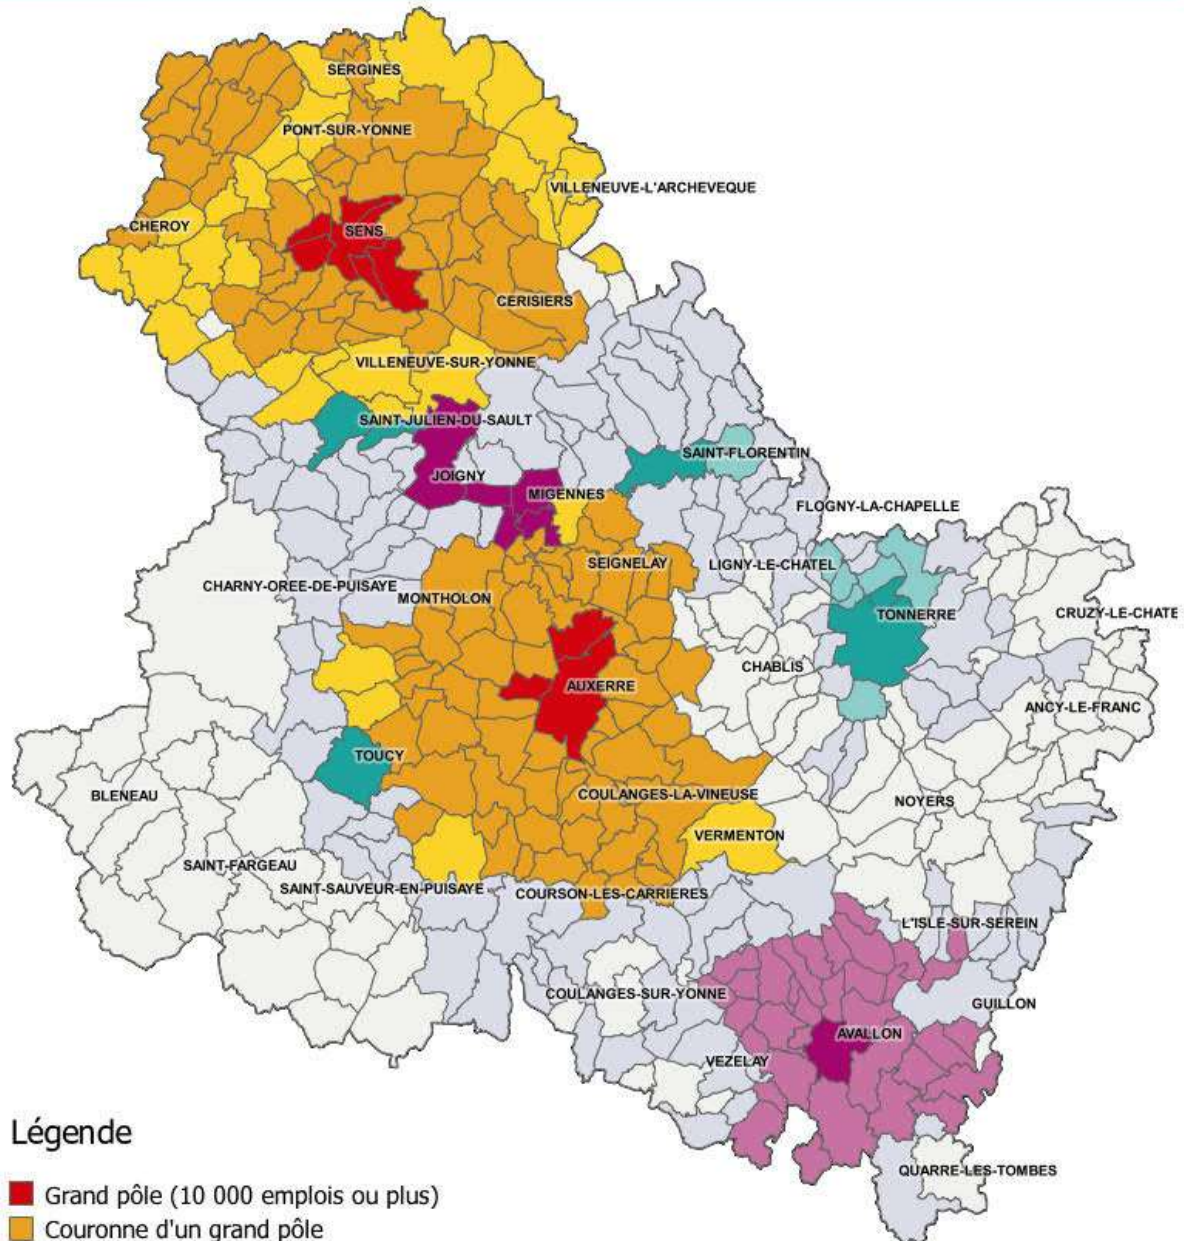 SERGINES
PONT-SUR-YONNE
VILLENEUVE-L'ARCHEVEQUE
CHEROY
SENS
CERISIERS
VILLENEUVE-SUR-YONNE
SAINT-JULIEN-DU-SAULT
SAINT-FLORENTIN
JOIGNY
MIGENNES
FLOGNY-LA-CHAPELLE
SEIGNELAY
LIGNY-LE-CHATEL
CHARNY-OREE-DE-PUISAYE
MONTHOLON
TONNERRE
CRUZY-LE-CHATE
CHABLIS
AUXERRE
ANCY-LE-FRANC
TOUCY
BLENEAU
COULANGES-LA-VINEUSE
NOYERS
VERMENTON
SAINT-FARGEAU
SAINT-SAUVEUR-EN-PUISAYE
COURSON-LES-CARRIERES
L'ISLE-SUR-SEREIN
COULANGES-SUR-YONNE
GUILLON
AVALLON
VEZELAY
QUARRE-LES-TOMBES
Légende
Grand pôle (10 000 emplois ou plus)
Couronne d'un grand pôle